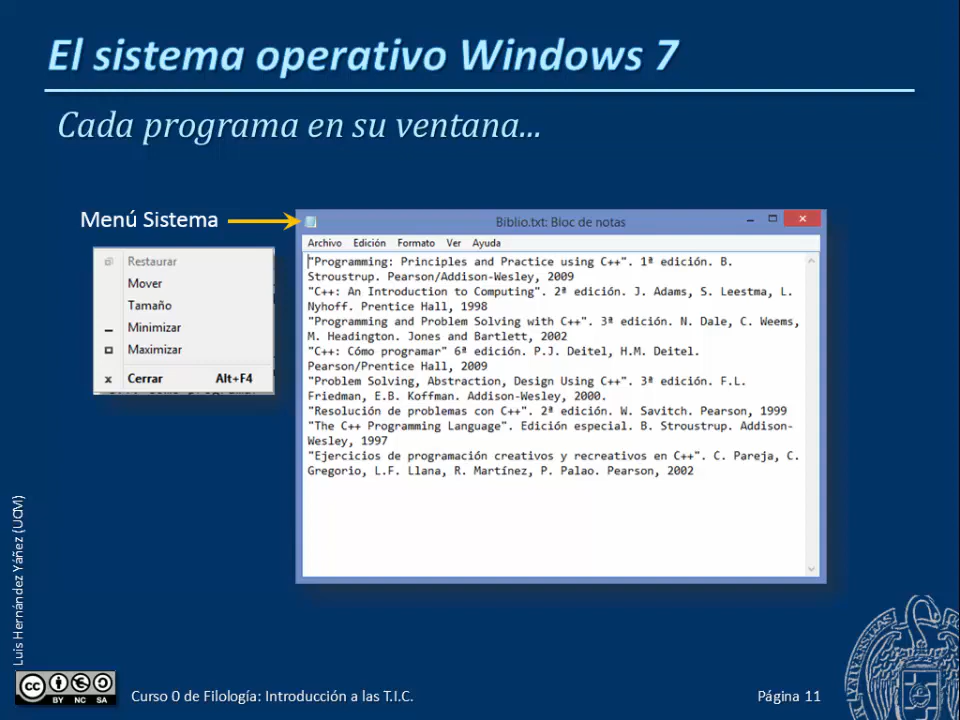 El sistema operativo Windows 7
Cada programa en su ventana...
Menú Sistema
Restaurar
Mover
Tamaño
Minimizar
Maximizar
Cerrar Alt+F4
Biblio.txt: Bloc de notas
Archivo Edición Formato Ver Ayuda
"Programming: Principles and Practice using C++". 1ª edición. B.
Stroustrup. Pearson/Addison-Wesley, 2009
"C++: An Introduction to Computing". 2ª edición. J. Adams, S. Leestma, L.
Nyhoff. Prentice Hall, 1998
"Programming and Problem Solving with C++". 3ª edición. N. Dale, C. Weems,
M. Headington. Jones and Bartlett, 2002
"C++: Cómo programar" 6ª edición. P.J. Deitel, H.M. Deitel.
Pearson/Prentice Hall, 2009
"Problem Solving, Abstraction, Design Using C++". 3ª edición. F.L.
Friedman, E.B. Koffman. Addison-Wesley, 2000.
"Resolución de problemas con C++". 2ª edición. W. Savitch. Pearson, 1999
"The C++ Programming Language". Edición especial. B. Stroustrup. Addison-
Wesley, 1997
"Ejercicios de programación creativos y recreativos en C++". C. Pareja, C.
Gregorio, L.F. Llana, R. Martínez, P. Palao. Pearson, 2002
Luis Hernández Yáñez (UCM)
cc BY NC SA
Curso 0 de Filología: Introducción a las T.I.C.
Página 11